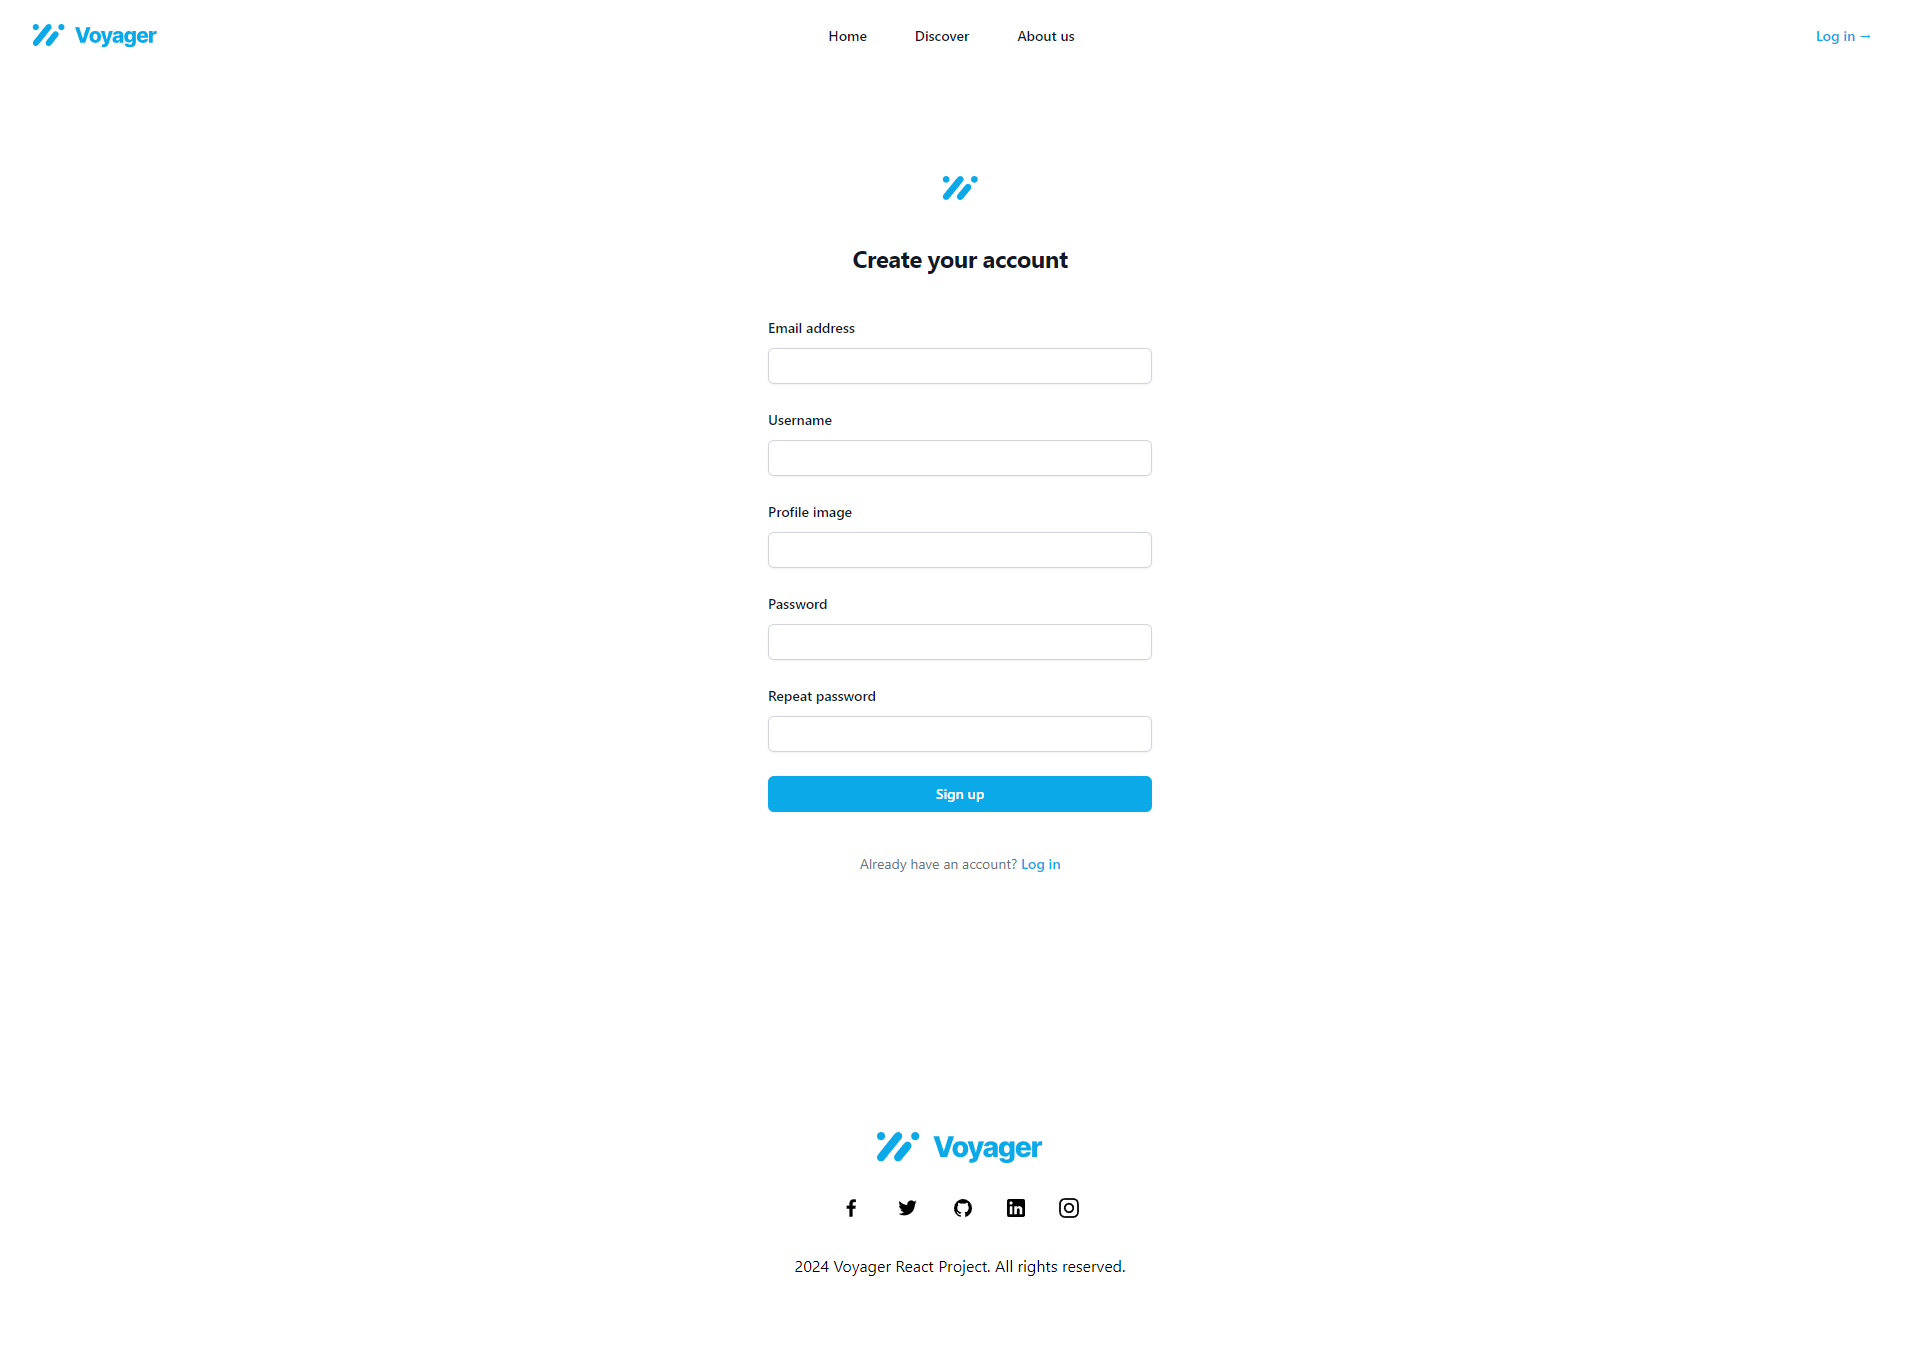 Voyager
Home
Discover
About us
Log in →
Create your account
Email address
Username
Profile image
Password
Repeat password
Sign up
Already have an account? Log in
Voyager
2024 Voyager React Project. All rights reserved.